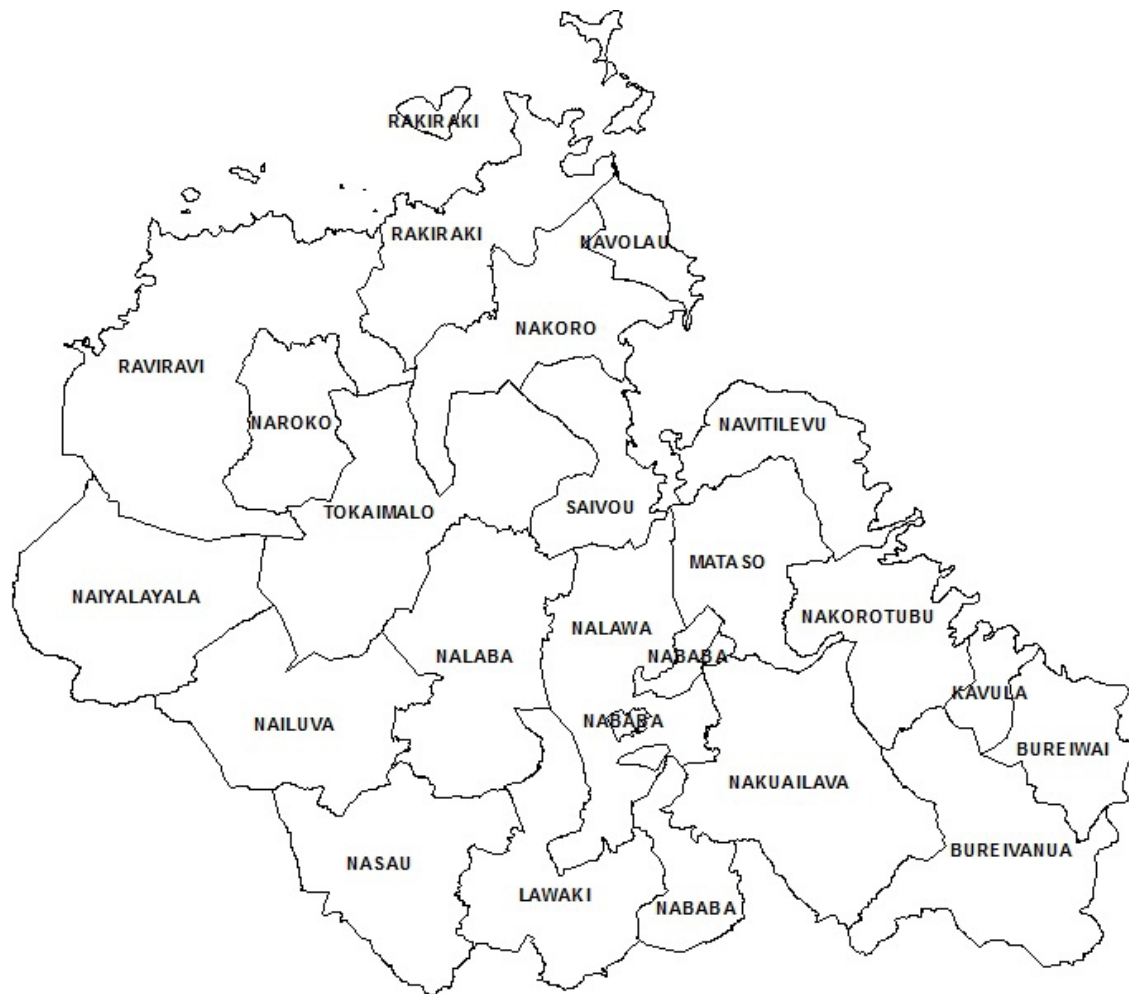 RAKIRAKI
RAKIRAKI
NAVOLAU
NAKORO
RAVIRAVI
NAROKO
NAVITILEVU
TOKAIMALO
SAIVOU
MATASO
NAIYALAYALA
NAKOROTUBU
NALAWA
NALABA
NABABA
KAVULA
NAILUVA
NABABA
BUREIWAI
NAKUAILAVA
NASAU
BUREIVANUA
LAWAKI
NABABA